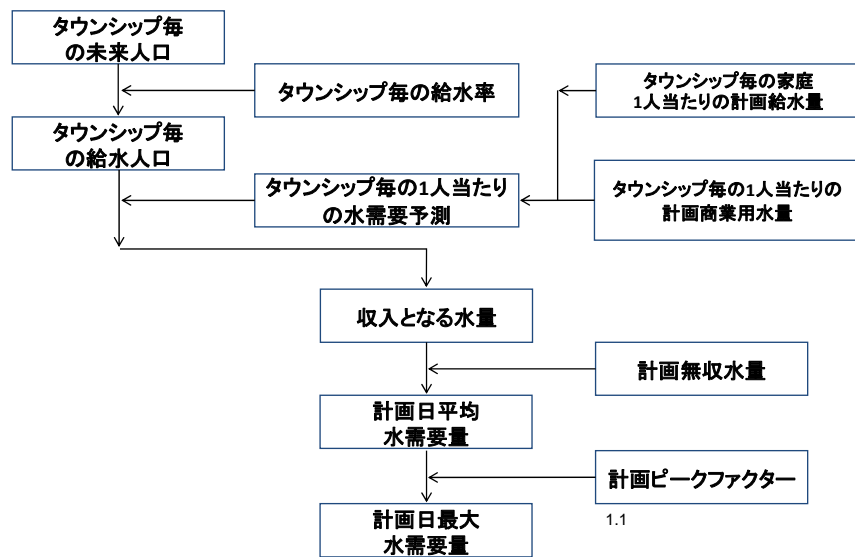 タウンシップ毎
の未来人口
タウンシップ毎の給水率
タウンシップ毎の家庭
1人当たりの計画給水量
タウンシップ毎
の給水人口
タウンシップ毎の1人当たり
の水需要予測
タウンシップ毎の1人当たりの
計画商業用水量
収入となる水量
計画無収水量
計画日平均
水需要量
計画ピークファクター
1.1
計画日最大
水需要量